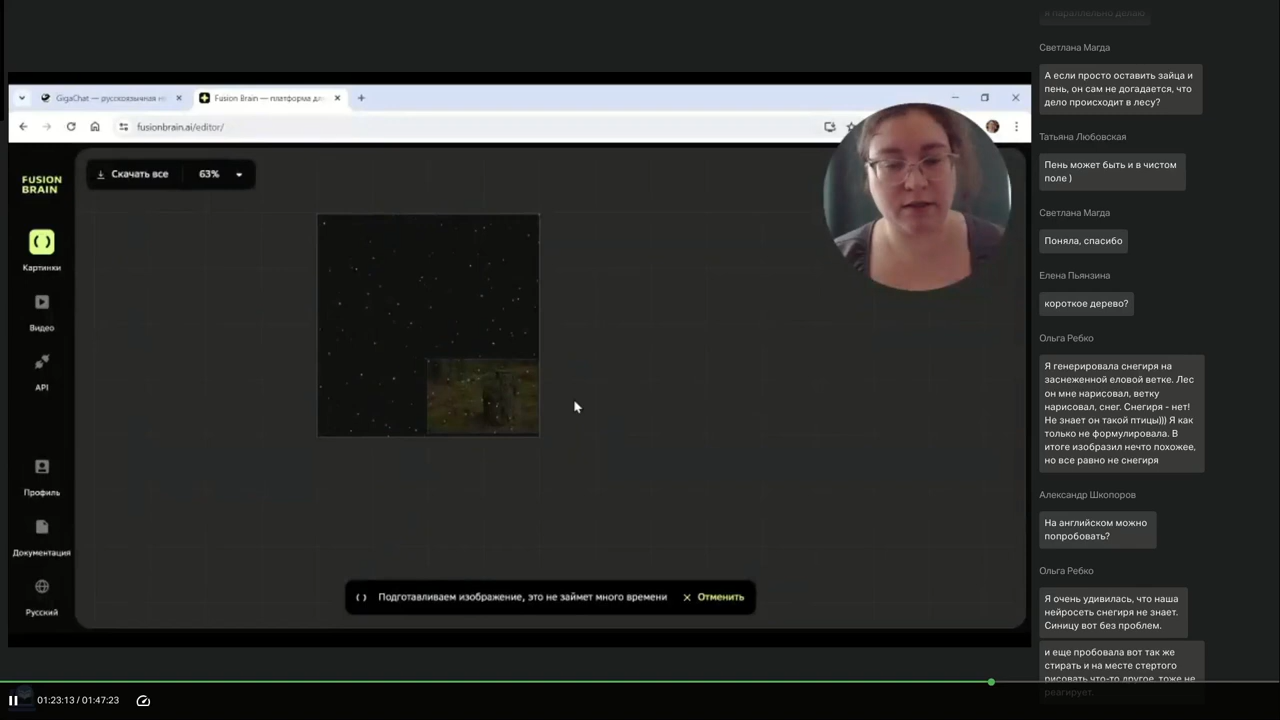 GigaChat — русскоязычная не
Fusion Brain — платформа дл
fusionbrain.ai/editor/
FUSION
BRAIN
Скачать все
63%
Картинки
Видео
API
Профиль
Документация
Русский
Подготавливаем изображение, это не займет много времени
Отменить
01:23:13 / 01:47:23
я параллельно делаю
Светлана Магда
А если просто оставить зайца и
пень, он сам не догадается, что
дело происходит в лесу?
Татьяна Любовская
Пень может быть и в чистом
поле )
Светлана Магда
Поняла, спасибо
Елена Пьянзина
короткое дерево?
Ольга Ребко
Я генерировала снегиря на
заснеженной еловой ветке. Лес
он мне нарисовал, ветку
нарисовал, снег. Снегиря - нет!
Не знает он такой птицы))) Я как
только не формулировала. В
итоге изобразил нечто похожее,
но все равно не снегиря
Александр Шкопоров
На английском можно
попробовать?
Ольга Ребко
Я очень удивилась, что наша
нейросеть снегиря не знает.
Синицу вот без проблем.
и еще пробовала вот так же
стирать и на месте стертого
рисовать что-то другое, тоже не
реагирует.